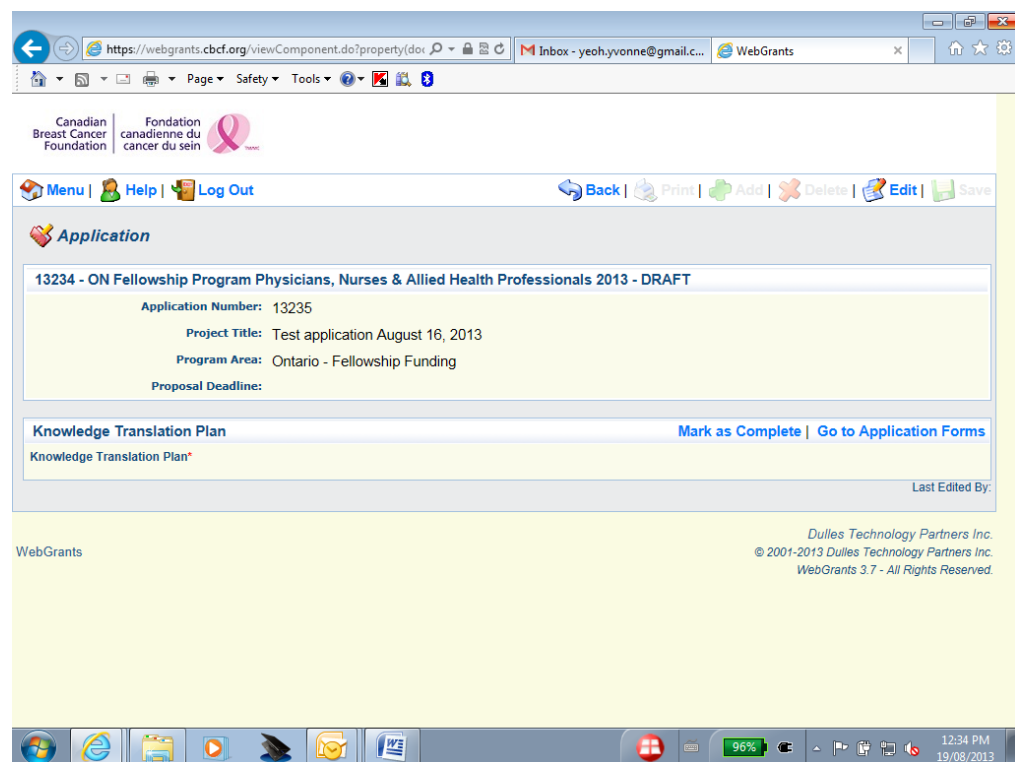 https://webgrants.cbcf.org/viewComponent.do?property(doc
Inbox - yeoh.yvonne@gmail.c...
WebGrants
Page
Safety
Tools
Canadian Breast Cancer Foundation
Fondation canadienne du cancer du sein
Menu | Help | Log Out
Back | Print | Add | Delete | Edit | Save
Application
13234 - ON Fellowship Program Physicians, Nurses & Allied Health Professionals 2013 - DRAFT
Application Number: 13235
Project Title: Test application August 16, 2013
Program Area: Ontario - Fellowship Funding
Proposal Deadline:
Knowledge Translation Plan
Mark as Complete | Go to Application Forms
Knowledge Translation Plan*
Last Edited By:
WebGrants
Dulles Technology Partners Inc.
© 2001-2013 Dulles Technology Partners Inc.
WebGrants 3.7 - All Rights Reserved.
96%
12:34 PM
19/08/2013